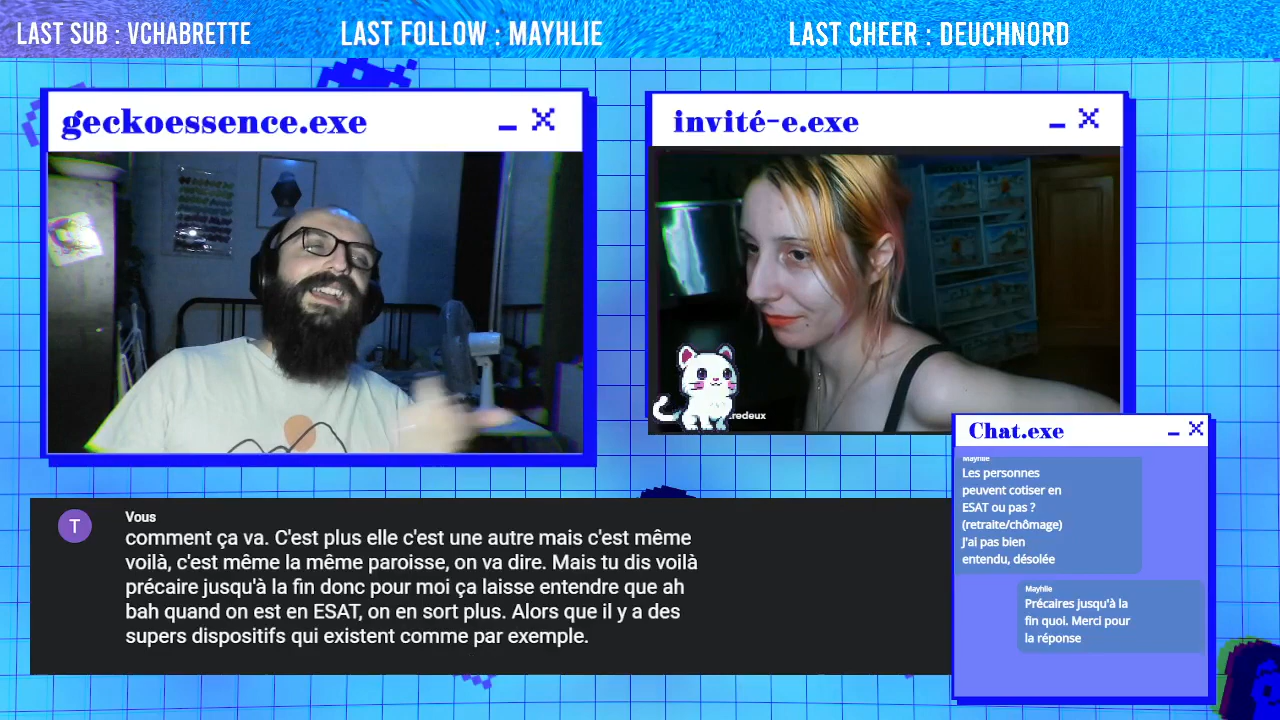 LAST SUB : VCHABRETTE
LAST FOLLOW : MAYHLIE
LAST CHEER : DEUCHNORD
geckoessence.exe
invité-e.exe
redeux
Chat.exe
Mayhlie
Les personnes
peuvent cotiser en
ESAT ou pas ?
(retraite/chômage)
J'ai pas bien
entendu, désolée
Mayhlie
Précaires jusqu'à la
fin quoi. Merci pour
la réponse
T
Vous
comment ça va. C'est plus elle c'est une autre mais c'est même
voilà, c'est même la même paroisse, on va dire. Mais tu dis voilà
précaire jusqu'à la fin donc pour moi ça laisse entendre que ah
bah quand on est en ESAT, on en sort plus. Alors que il y a des
supers dispositifs qui existent comme par exemple.